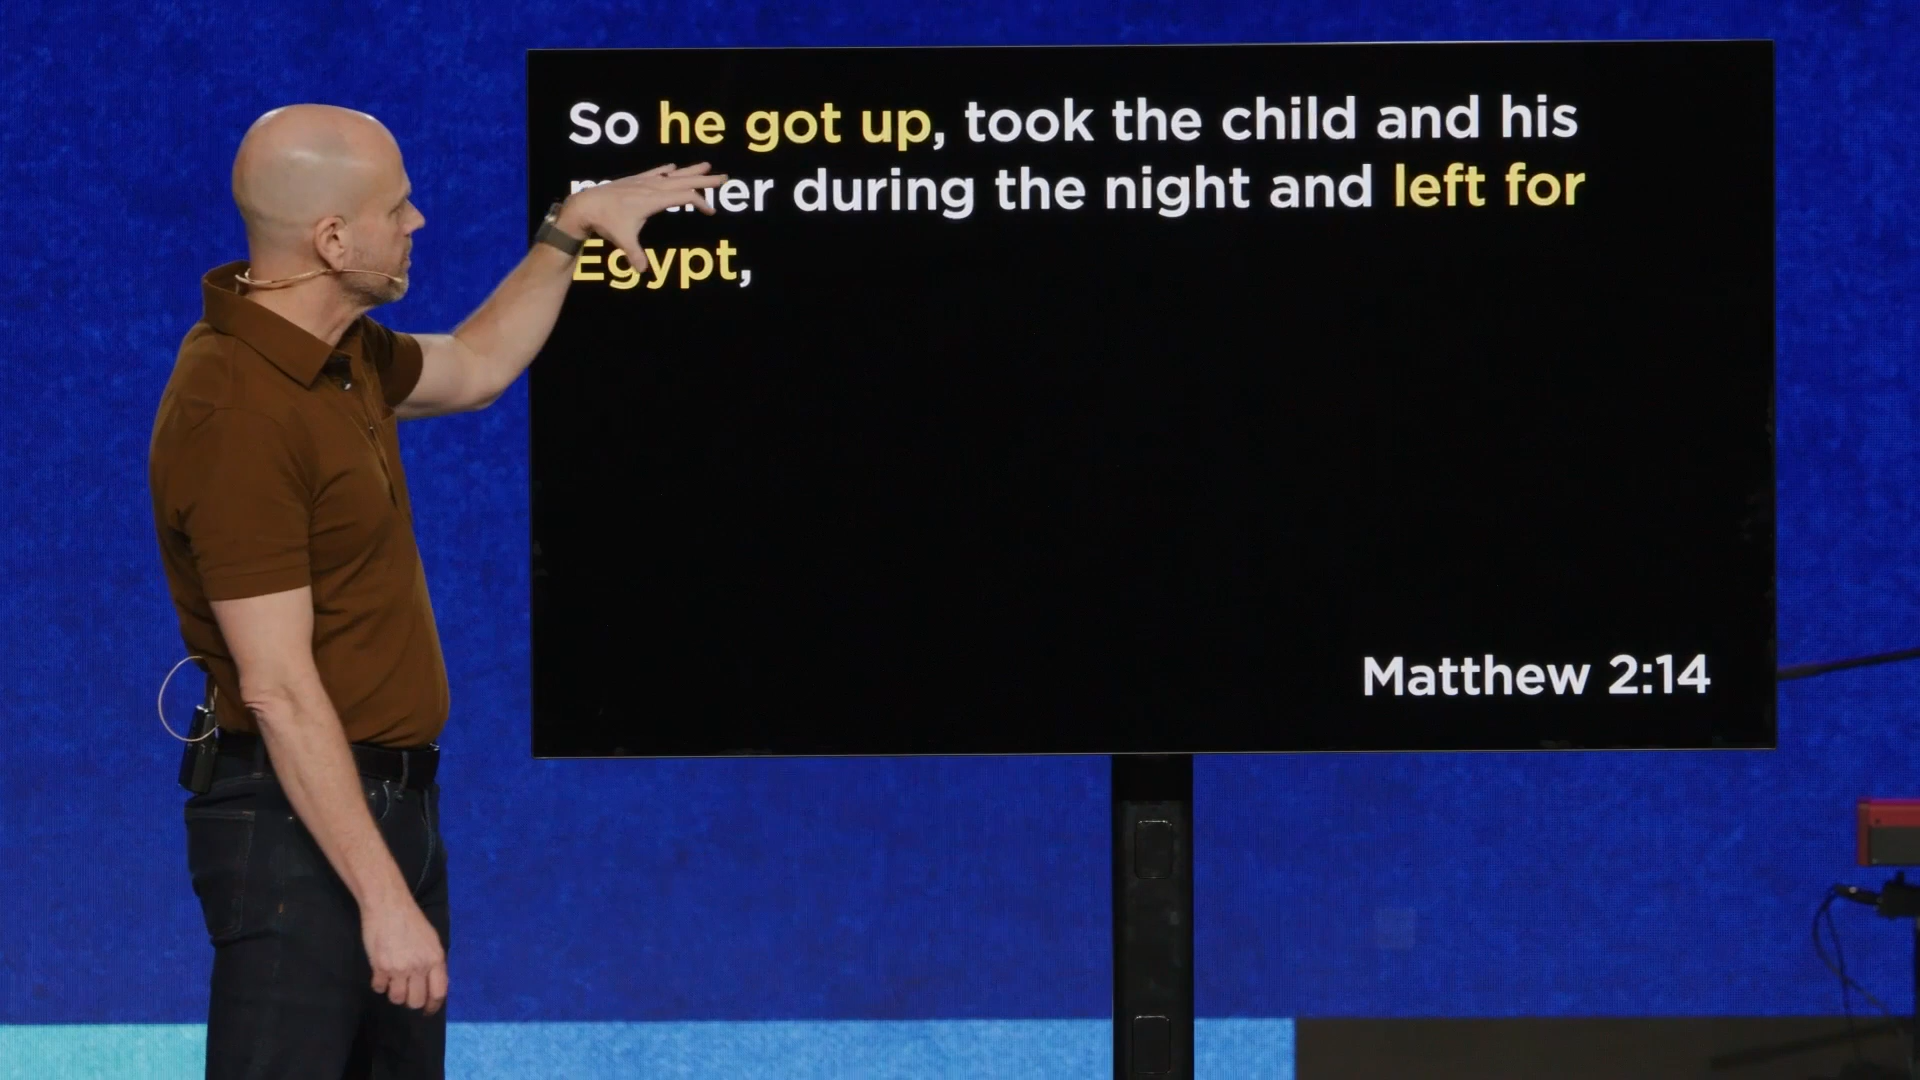 So he got up, took the child and his
mother during the night and left for
Egypt,
Matthew 2:14